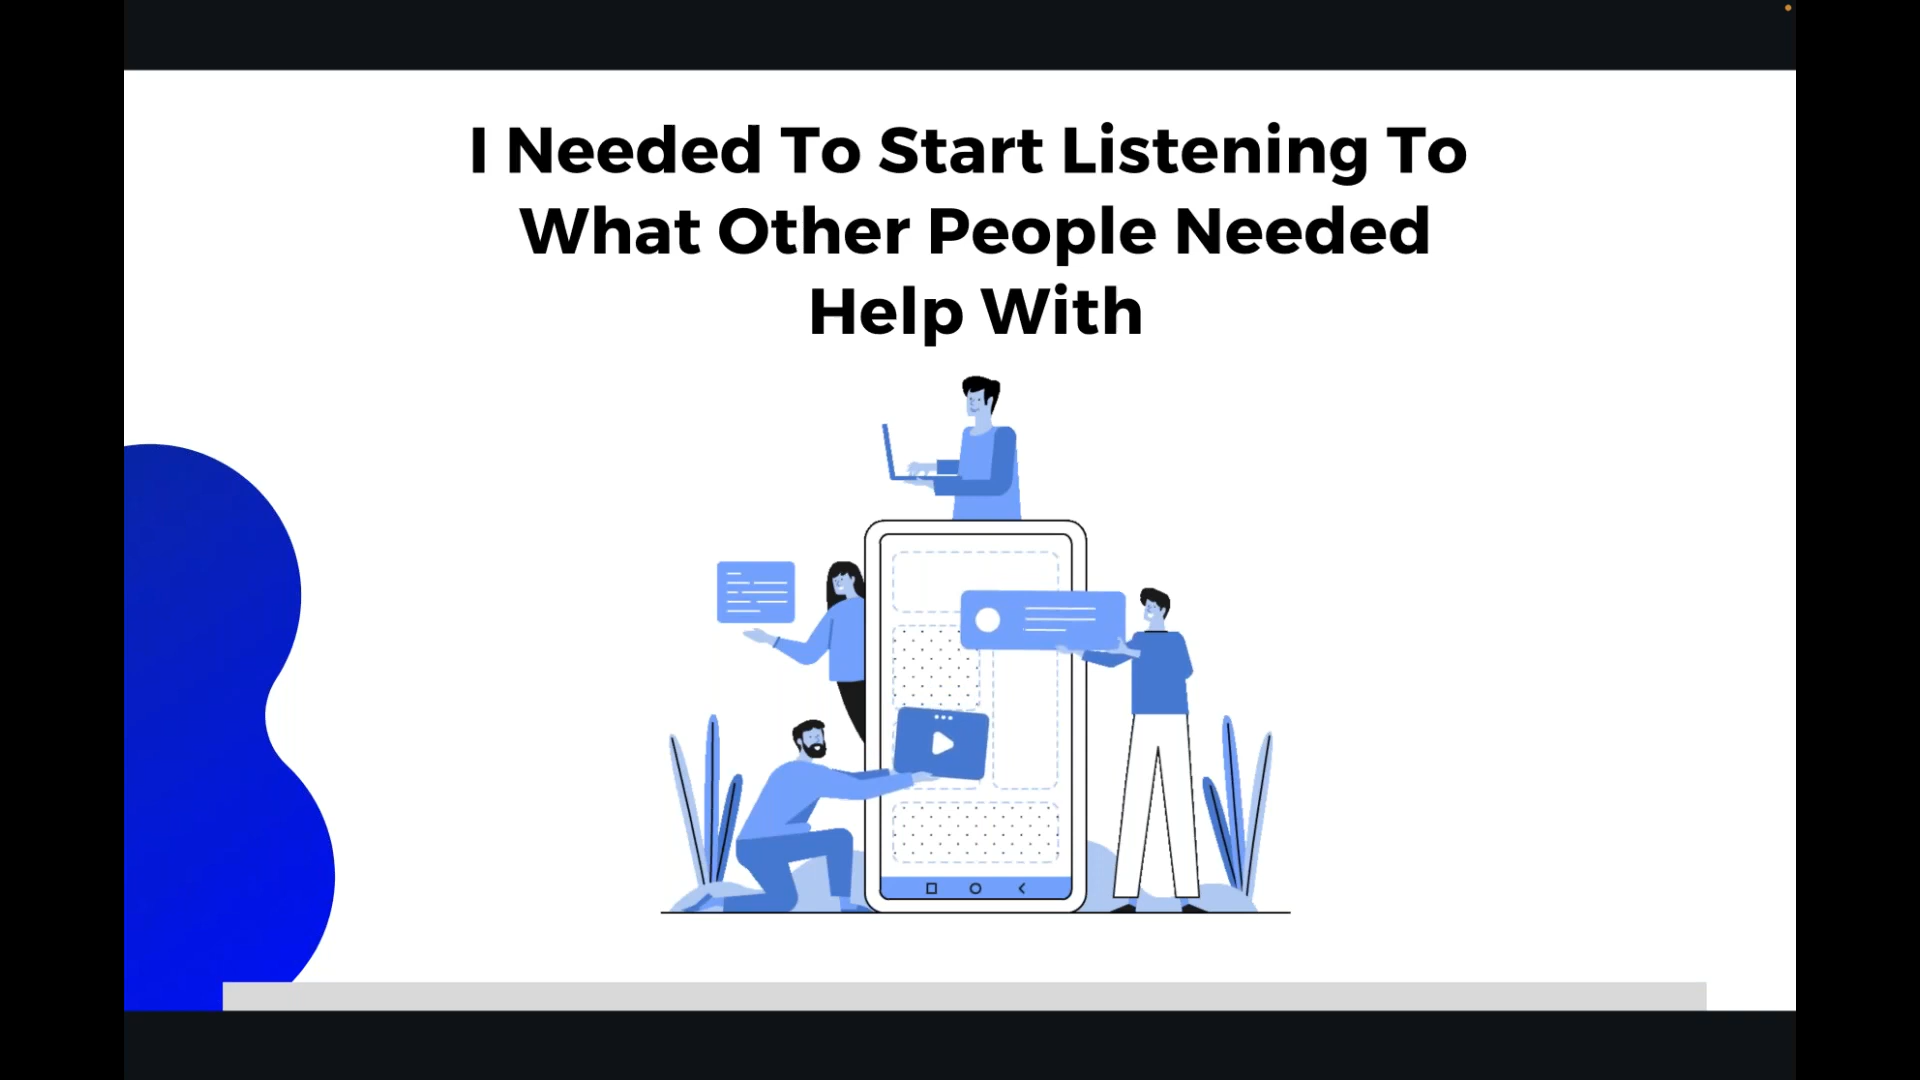 I Needed To Start Listening To
What Other People Needed
Help With